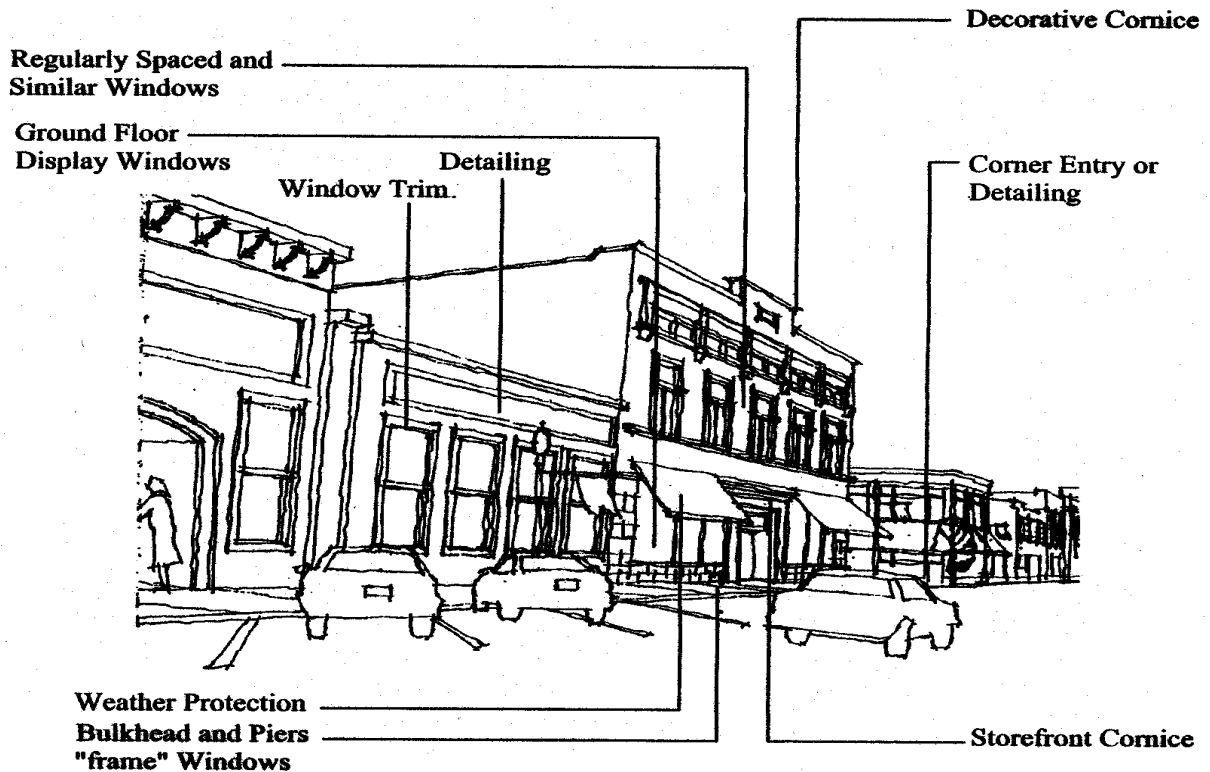 Decorative Cornice
Regularly Spaced and
Similar Windows
Ground Floor
Display Windows
Detailing
Window Trim.
Corner Entry or
Detailing
Weather Protection
Bulkhead and Piers
"frame" Windows
Storefront Cornice